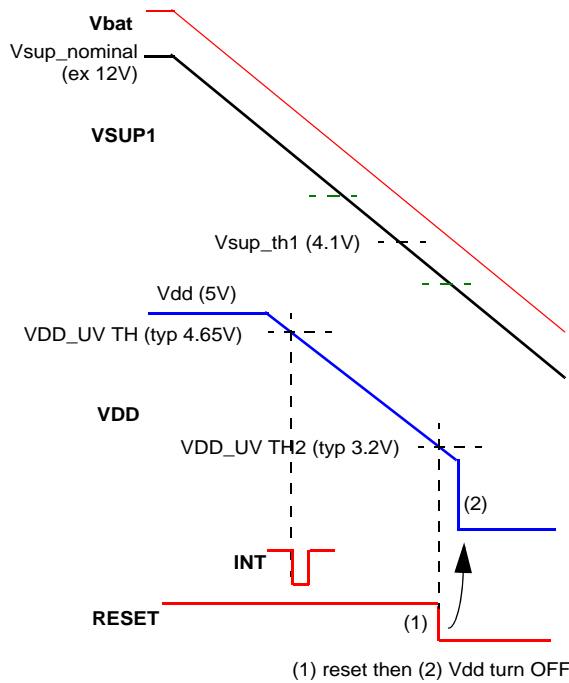 Vbat
Vsup_nominal
(ex 12V)
VSUP1
Vsup_th1 (4.1V)
Vdd (5V)
VDD_UV TH (typ 4.65V)
VDD
VDD_UV TH2 (typ 3.2V)
(2)
INT
RESET
(1)
(1) reset then (2) Vdd turn OFF